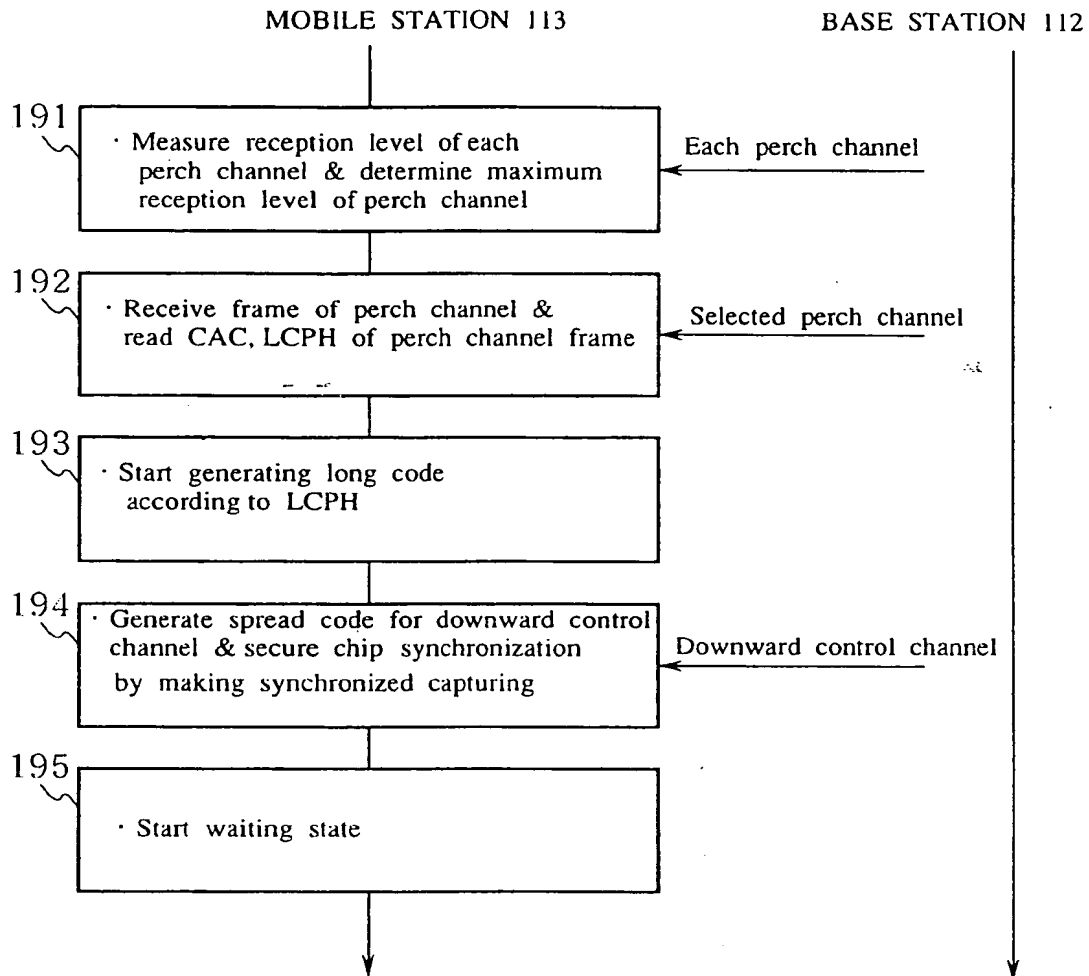 MOBILE STATION 113
BASE STATION 112
191
· Measure reception level of each
perch channel & determine maximum
reception level of perch channel
Each perch channel
192
· Receive frame of perch channel &
read CAC, LCPH of perch channel frame
Selected perch channel
193
· Start generating long code
according to LCPH
194
· Generate spread code for downward control
channel & secure chip synchronization
by making synchronized capturing
Downward control channel
195
· Start waiting state